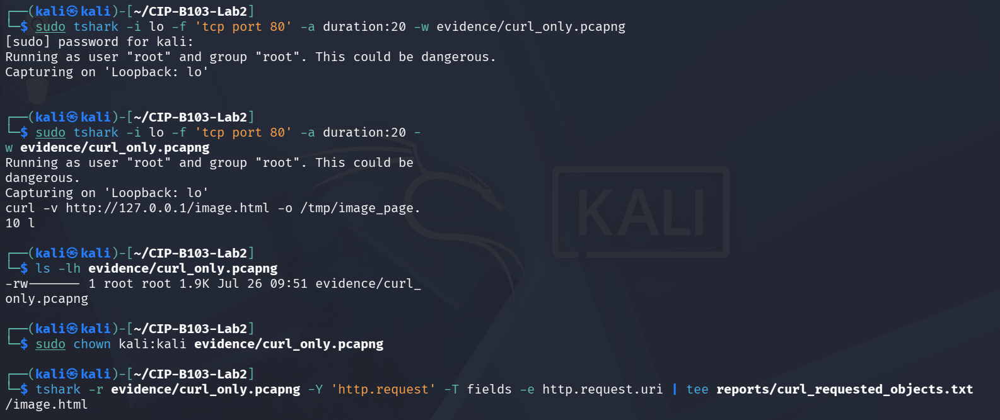 ┌──(kali㉿kali)-[~/CIP-B103-Lab2]
└─$ sudo tshark -i lo -f 'tcp port 80' -a duration:20 -w evidence/curl_only.pcapng
[sudo] password for kali:
Running as user "root" and group "root". This could be dangerous.
Capturing on 'Loopback: lo'
┌──(kali㉿kali)-[~/CIP-B103-Lab2]
└─$ sudo tshark -i lo -f 'tcp port 80' -a duration:20 -
w evidence/curl_only.pcapng
Running as user "root" and group "root". This could be
dangerous.
Capturing on 'Loopback: lo'
curl -v http://127.0.0.1/image.html -o /tmp/image_page.
10 l
┌──(kali㉿kali)-[~/CIP-B103-Lab2]
└─$ ls -lh evidence/curl_only.pcapng
-rw------- 1 root root 1.9K Jul 26 09:51 evidence/curl_
only.pcapng
┌──(kali㉿kali)-[~/CIP-B103-Lab2]
└─$ sudo chown kali:kali evidence/curl_only.pcapng
┌──(kali㉿kali)-[~/CIP-B103-Lab2]
└─$ tshark -r evidence/curl_only.pcapng -Y 'http.request' -T fields -e http.request.uri | tee reports/curl_requested_objects.txt
/image.html
KALI